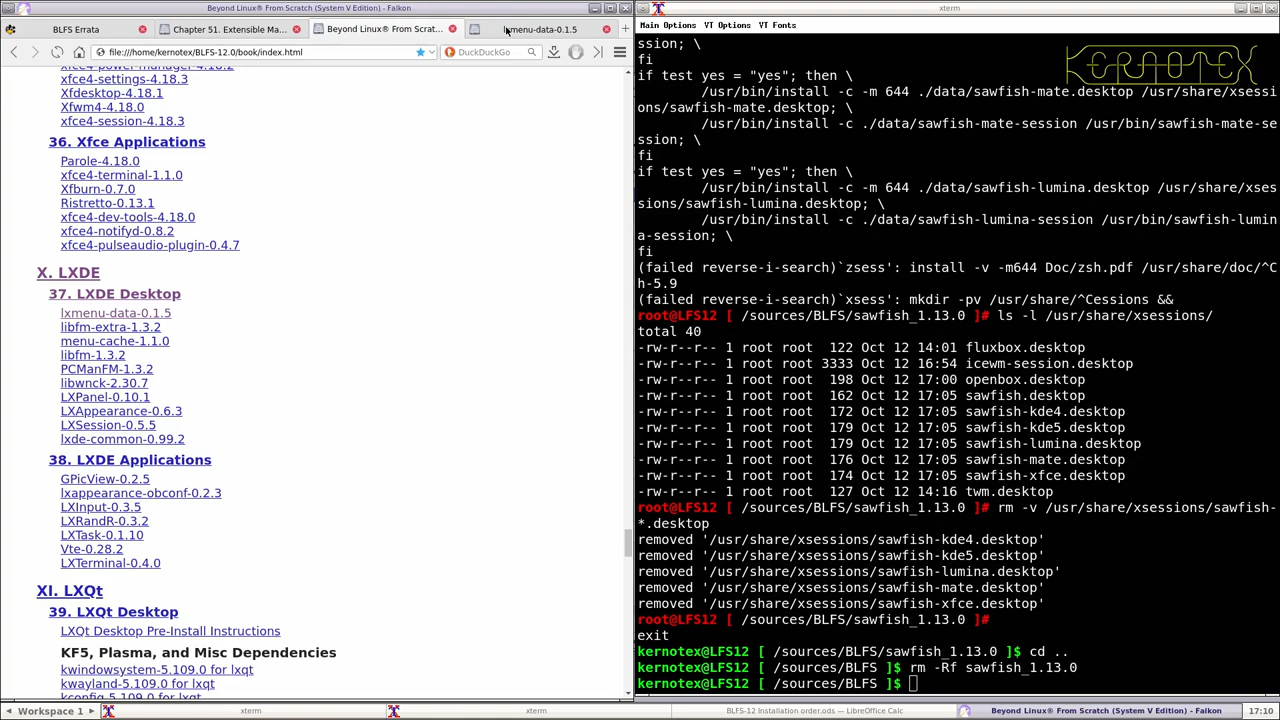 Beyond Linux® From Scratch (System V Edition) - Falkon
BLFS Errata
Chapter 51. Extensible Ma...
Beyond Linux® From Scrat...
lxmenu-data-0.1.5
file:///home/kernotex/BLFS-12.0/book/index.html
DuckDuckGo
xfce4-power-manager-4.18.2
xfce4-settings-4.18.3
Xfdesktop-4.18.1
Xfwm4-4.18.0
xfce4-session-4.18.3
36. Xfce Applications
Parole-4.18.0
xfce4-terminal-1.1.0
Xfburn-0.7.0
Ristretto-0.13.1
xfce4-dev-tools-4.18.0
xfce4-notifyd-0.8.2
xfce4-pulseaudio-plugin-0.4.7
X. LXDE
37. LXDE Desktop
lxmenu-data-0.1.5
libfm-extra-1.3.2
menu-cache-1.1.0
libfm-1.3.2
PCManFM-1.3.2
libwnck-2.30.7
LXPanel-0.10.1
LXAppearance-0.6.3
LXSession-0.5.5
lxde-common-0.99.2
38. LXDE Applications
GPicView-0.2.5
lxappearance-obconf-0.2.3
LXInput-0.3.5
LXRandR-0.3.2
LXTask-0.1.10
Vte-0.28.2
LXTerminal-0.4.0
XI. LXQt
39. LXQt Desktop
LXQt Desktop Pre-Install Instructions
KF5, Plasma, and Misc Dependencies
kwindowsystem-5.109.0 for lxqt
kwayland-5.109.0 for lxqt
kconfig-5.109.0 for lxqt
xterm
Main Options VT Options VT Fonts
KERNOTEX
ssion; \
fi
if test yes = "yes"; then \
/usr/bin/install -c -m 644 ./data/sawfish-mate.desktop /usr/share/xsessi
ons/sawfish-mate.desktop; \
/usr/bin/install -c ./data/sawfish-mate-session /usr/bin/sawfish-mate-se
ssion; \
fi
if test yes = "yes"; then \
/usr/bin/install -c -m 644 ./data/sawfish-lumina.desktop /usr/share/xses
sions/sawfish-lumina.desktop; \
/usr/bin/install -c ./data/sawfish-lumina-session /usr/bin/sawfish-lumin
a-session; \
fi
(failed reverse-i-search)`zsess': install -v -m644 Doc/zsh.pdf /usr/share/doc/^C
h-5.9
(failed reverse-i-search)`xsess': mkdir -pv /usr/share/^Cessions &&
root@LFS12 [ /sources/BLFS/sawfish_1.13.0 ]# ls -l /usr/share/xsessions/
total 40
-rw-r--r-- 1 root root  122 Oct 12 14:01 fluxbox.desktop
-rw-r--r-- 1 root root 3333 Oct 12 16:54 icewm-session.desktop
-rw-r--r-- 1 root root  198 Oct 12 17:00 openbox.desktop
-rw-r--r-- 1 root root  162 Oct 12 17:05 sawfish.desktop
-rw-r--r-- 1 root root  172 Oct 12 17:05 sawfish-kde4.desktop
-rw-r--r-- 1 root root  179 Oct 12 17:05 sawfish-kde5.desktop
-rw-r--r-- 1 root root  179 Oct 12 17:05 sawfish-lumina.desktop
-rw-r--r-- 1 root root  176 Oct 12 17:05 sawfish-mate.desktop
-rw-r--r-- 1 root root  174 Oct 12 17:05 sawfish-xfce.desktop
-rw-r--r-- 1 root root  127 Oct 12 14:16 twm.desktop
root@LFS12 [ /sources/BLFS/sawfish_1.13.0 ]# rm -v /usr/share/xsessions/sawfish-
*.desktop
removed '/usr/share/xsessions/sawfish-kde4.desktop'
removed '/usr/share/xsessions/sawfish-kde5.desktop'
removed '/usr/share/xsessions/sawfish-lumina.desktop'
removed '/usr/share/xsessions/sawfish-mate.desktop'
removed '/usr/share/xsessions/sawfish-xfce.desktop'
root@LFS12 [ /sources/BLFS/sawfish_1.13.0 ]#
exit
kernotex@LFS12 [ /sources/BLFS/sawfish_1.13.0 ]$ cd ..
kernotex@LFS12 [ /sources/BLFS ]$ rm -Rf sawfish_1.13.0
kernotex@LFS12 [ /sources/BLFS ]$
Workspace 1
xterm
xterm
BLFS-12 Installation order.ods — LibreOffice Calc
Beyond Linux® From Scratch (System V Edition) - Falkon
17:10